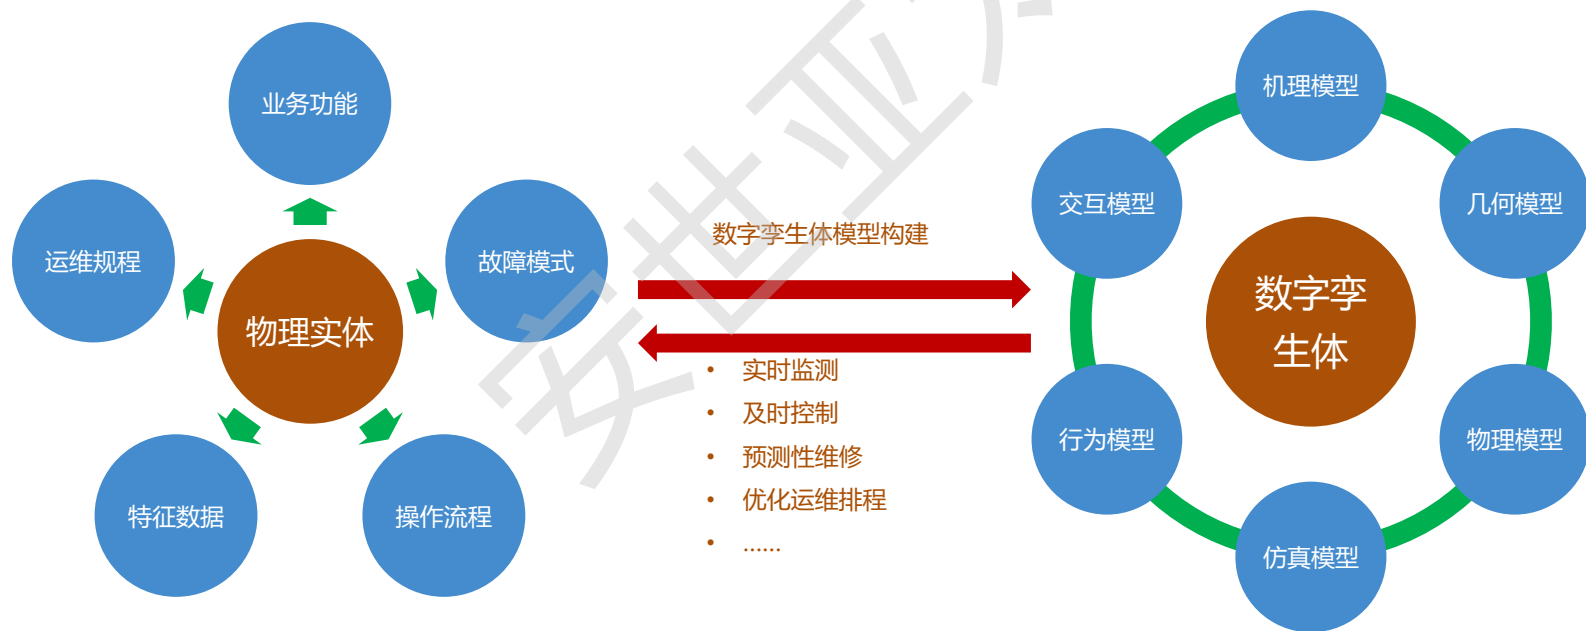 业务功能
运维规程
故障模式
物理实体
特征数据
操作流程
数字孪生体模型构建
• 实时监测
• 及时控制
• 预测性维修
• 优化运维排程
• ......
机理模型
交互模型
几何模型
数字孪
生体
行为模型
物理模型
仿真模型
安世亚